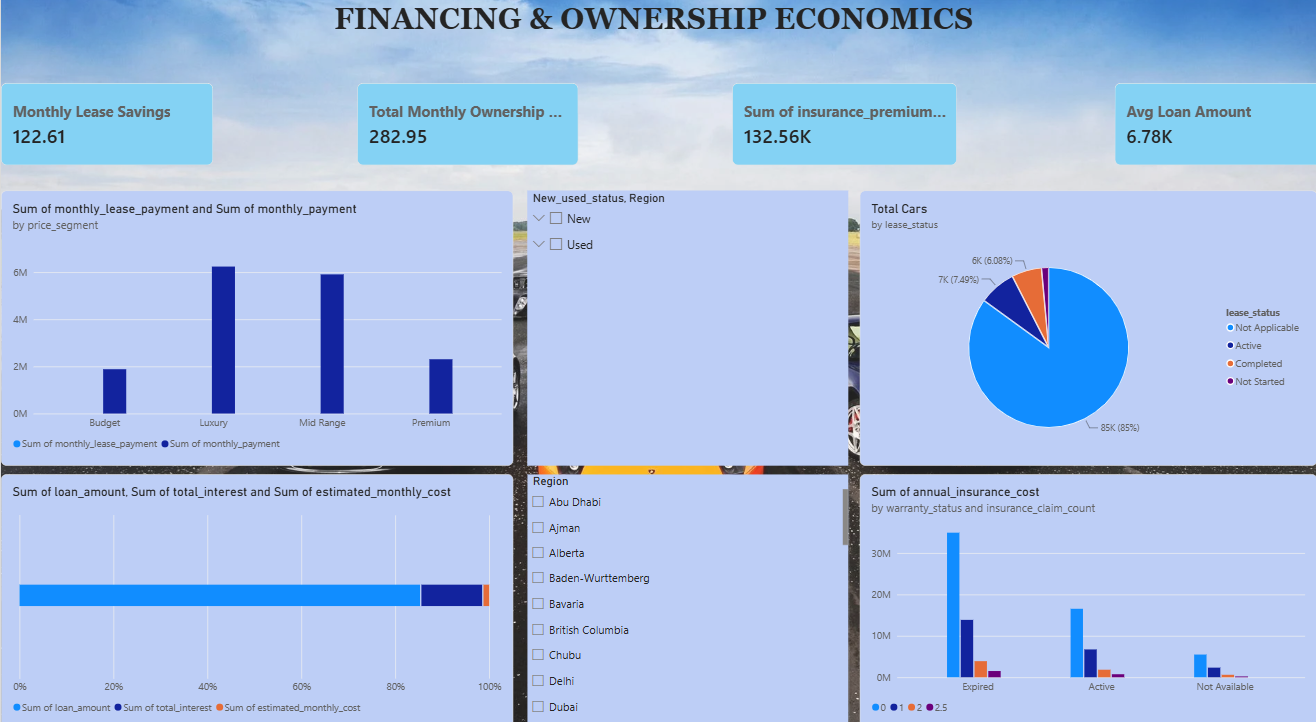 FINANCING & OWNERSHIP ECONOMICS
Monthly Lease Savings
122.61
Total Monthly Ownership ...
282.95
Sum of insurance_premium...
132.56K
Avg Loan Amount
6.78K
Sum of monthly_lease_payment and Sum of monthly_payment
by price_segment
6M
4M
2M
0M
Budget Luxury Mid Range Premium
Sum of monthly_lease_payment Sum of monthly_payment
New_used_status, Region
New
Used
Total Cars
by lease_status
6K (6.08%)
7K (7.49%)
85K (85%)
lease_status
Not Applicable
Active
Completed
Not Started
Sum of loan_amount, Sum of total_interest and Sum of estimated_monthly_cost
0% 20% 40% 60% 80% 100%
Sum of loan_amount Sum of total_interest Sum of estimated_monthly_cost
Region
Abu Dhabi
Ajman
Alberta
Baden-Wurttemberg
Bavaria
British Columbia
Chubu
Delhi
Dubai
Sum of annual_insurance_cost
by warranty_status and insurance_claim_count
30M
20M
10M
0M
Expired Active Not Available
0 1 2 2.5